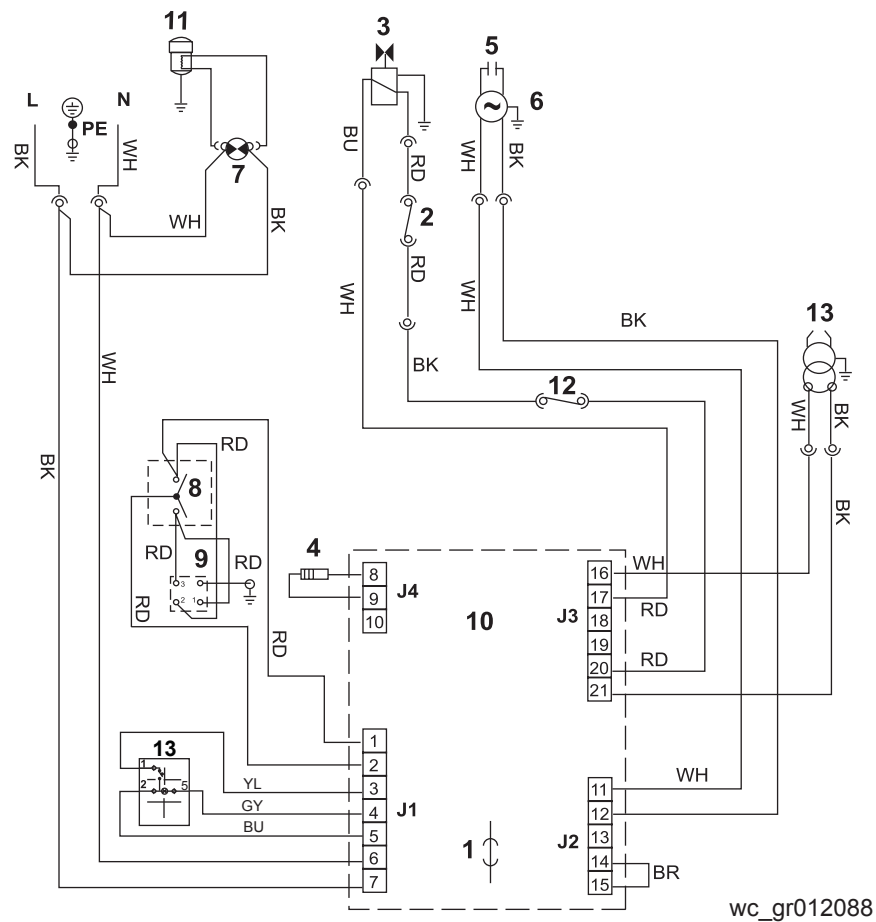 11
3
5
6
L
N
PE
BK
WH
7
WH
BK
BU
RD
2
RD
WH
BK
WH
BK
WH
BK
13
WH
BK
BK
12
WH
BK
RD
8
RD
9
RD
3
2
1
RD
RD
4
8
9
10
J4
10
16
17
18
19
20
21
J3
WH
RD
RD
13
1
2
5
YL
GY
BU
1
2
3
4
5
6
7
J1
1
11
12
13
14
15
J2
WH
BR
wc_gr012088